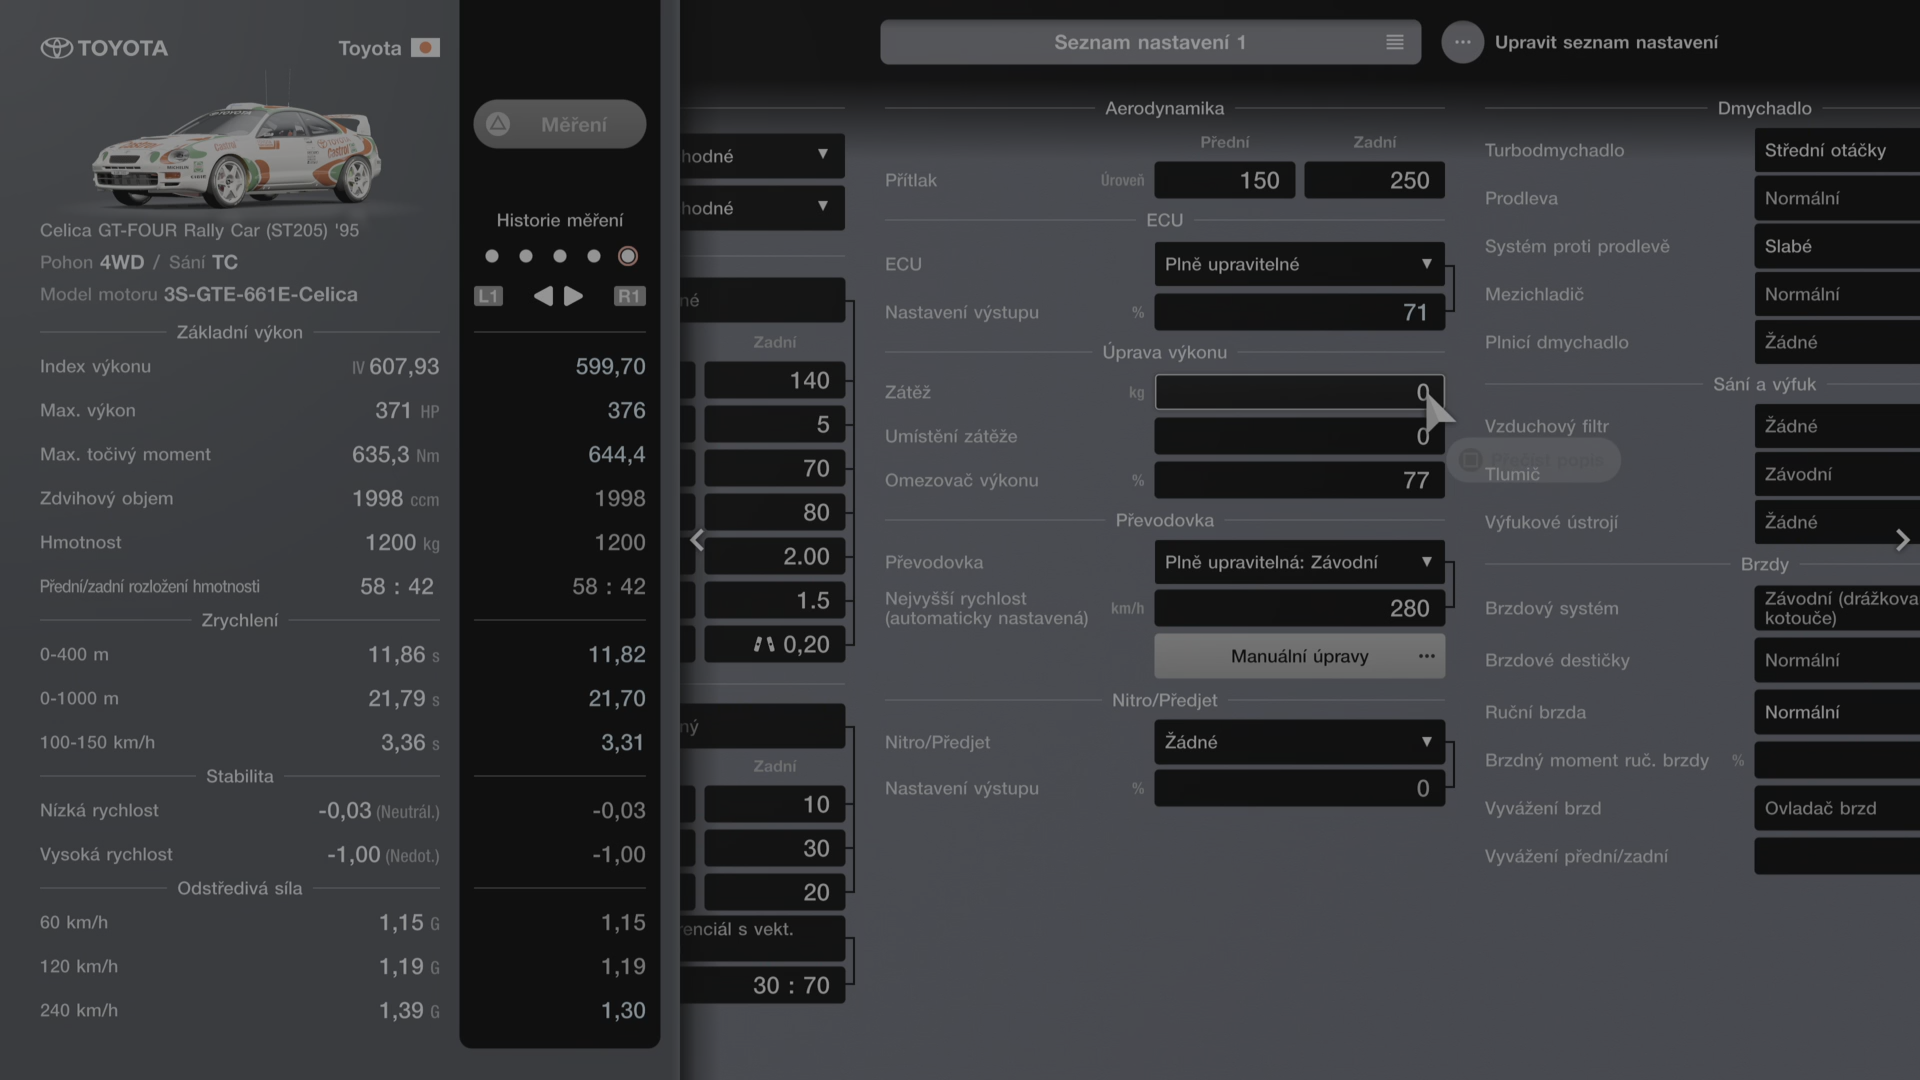 TOYOTA
Toyota
Celica GT-FOUR Rally Car (ST205) '95
Pohon 4WD / Sání TC
Model motoru 3S-GTE-661E-Celica
Základní výkon
Index výkonu IV 607,93
Max. výkon 371 HP
Max. točivý moment 635,3 Nm
Zdvihový objem 1998 ccm
Hmotnost 1200 kg
Přední/zadní rozložení hmotnosti 58 : 42
Zrychlení
0-400 m 11,86 s
0-1000 m 21,79 s
100-150 km/h 3,36 s
Stabilita
Nízká rychlost -0,03 (Neutrál.)
Vysoká rychlost -1,00 (Nedot.)
Odstředivá síla
60 km/h 1,15 G
120 km/h 1,19 G
240 km/h 1,39 G
Měření
Historie měření
L1 R1
599,70
376
644,4
1998
1200
58 : 42
11,82
21,70
3,31
-0,03
-1,00
1,15
1,19
1,30
hodné
hodné
né
Zadní
140
5
70
80
2.00
1.5
0,20
ný
Zadní
10
30
20
renciál s vekt.
30 : 70
Seznam nastavení 1
Upravit seznam nastavení
Aerodynamika
Přední Zadní
Přítlak Úroveň 150 250
ECU
ECU Plně upravitelné
Nastavení výstupu % 71
Úprava výkonu
Zátěž kg 0
Umístění zátěže 0
Omezovač výkonu % 77
Převodovka
Převodovka Plně upravitelná: Závodní
Nejvyšší rychlost
(automaticky nastavená) km/h 280
Manuální úpravy
Nitro/Předjet
Nitro/Předjet Žádné
Nastavení výstupu % 0
Přečíst popis
Dmychadlo
Turbodmychadlo Střední otáčky
Prodleva Normální
Systém proti prodlevě Slabé
Mezichladič Normální
Plnicí dmychadlo Žádné
Sání a výfuk
Vzduchový filtr Žádné
Tlumič Závodní
Výfukové ústrojí Žádné
Brzdy
Brzdový systém Závodní (drážkova
kotouče)
Brzdové destičky Normální
Ruční brzda Normální
Brzdný moment ruč. brzdy %
Vyvážení brzd Ovladač brzd
Vyvážení přední/zadní